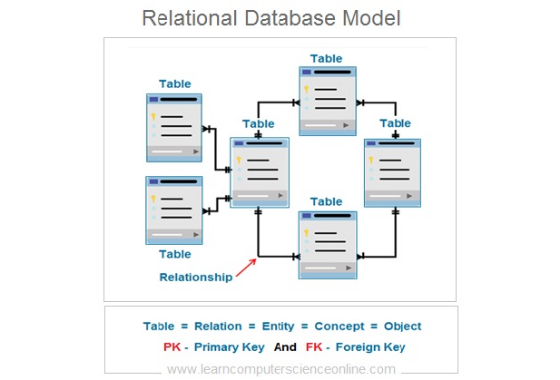 Relational Database Model
Table
Table
Table
Table
Table
Table
Relationship
Table = Relation = Entity = Concept = Object
PK - Primary Key And FK - Foreign Key
www.learncomputerscienceonline.com